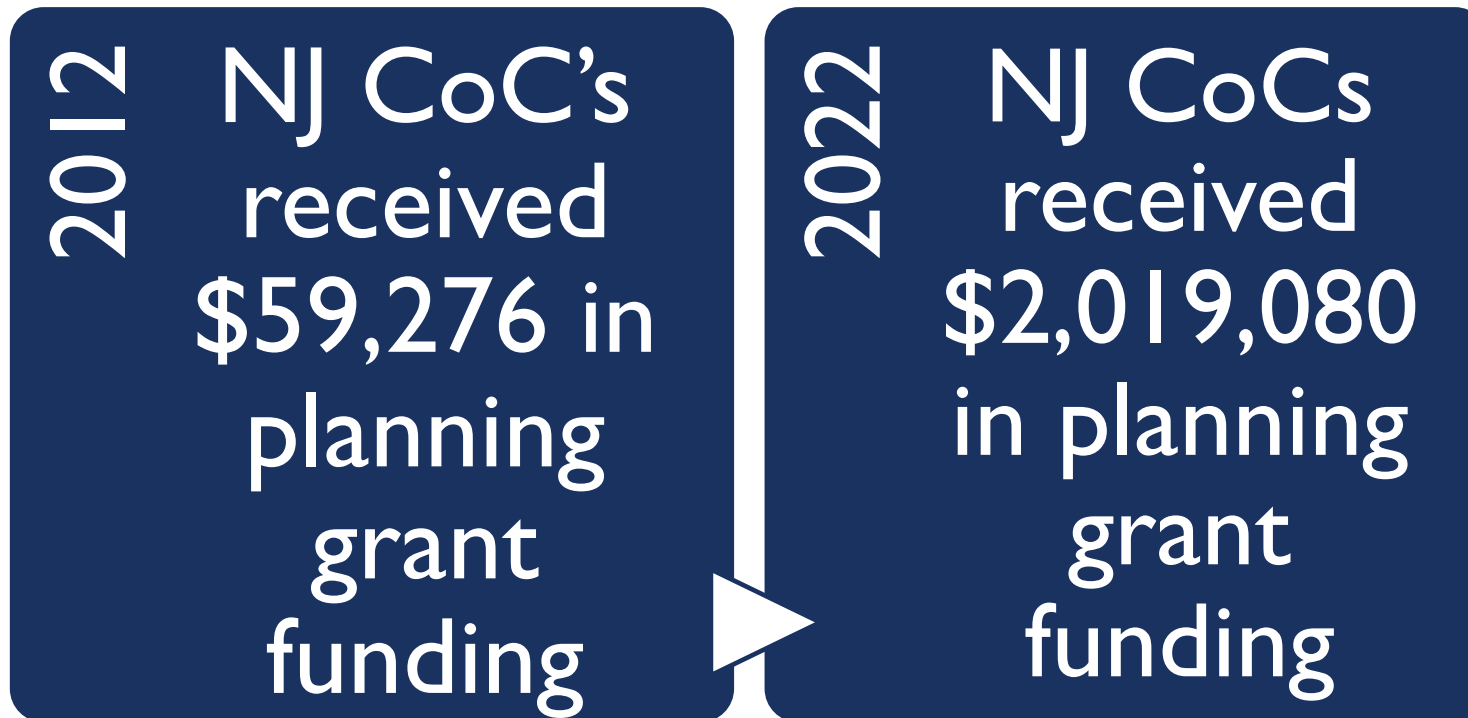 2012
NJ CoC’s
received
$59,276 in
planning
grant
funding
2022
NJ CoCs
received
$2,019,080
in planning
grant
funding